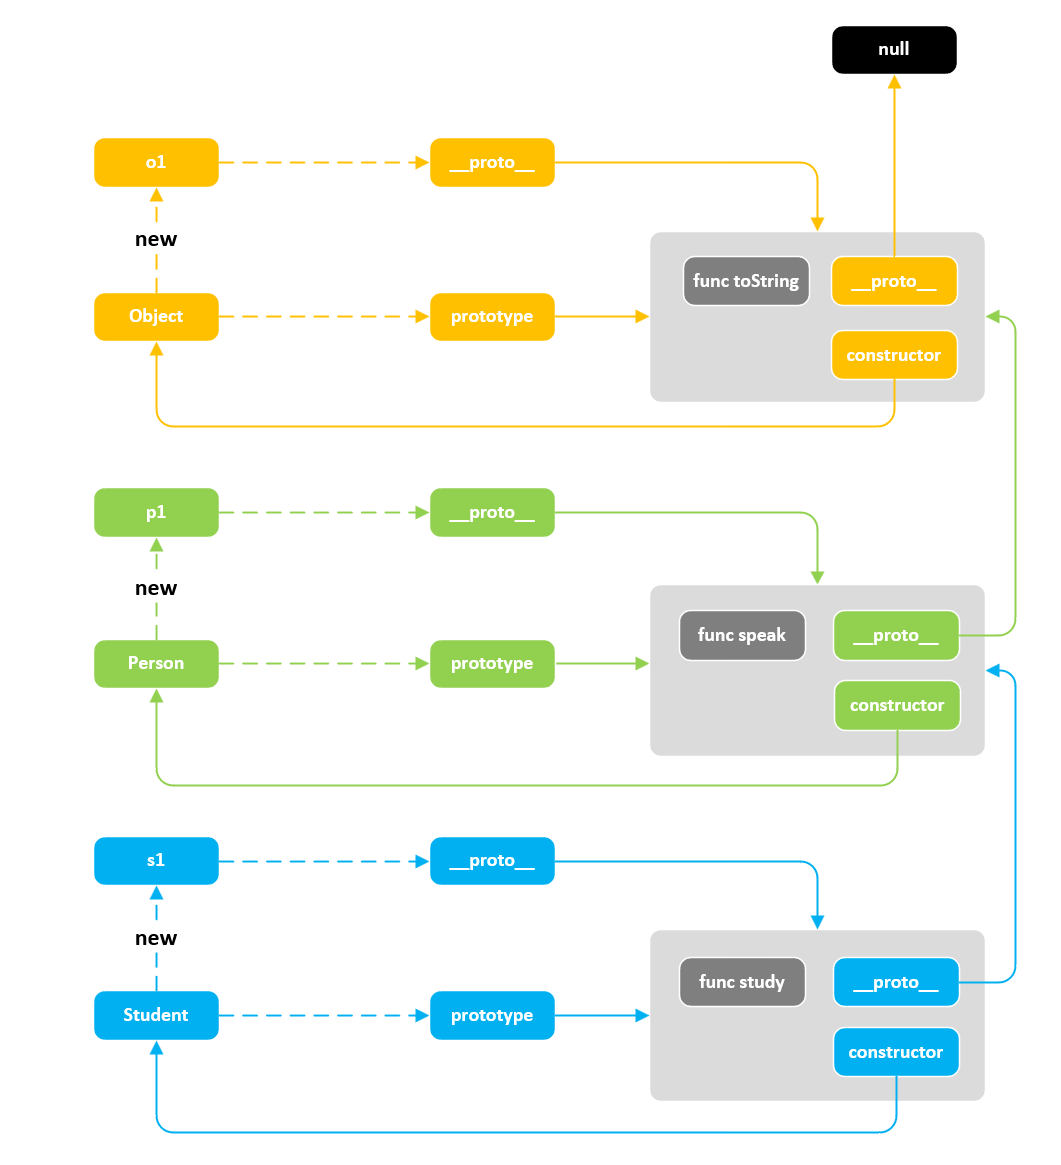 null
o1
__proto__
new
func toString
__proto__
Object
prototype
constructor
p1
__proto__
new
func speak
__proto__
Person
prototype
constructor
s1
__proto__
new
func study
__proto__
Student
prototype
constructor